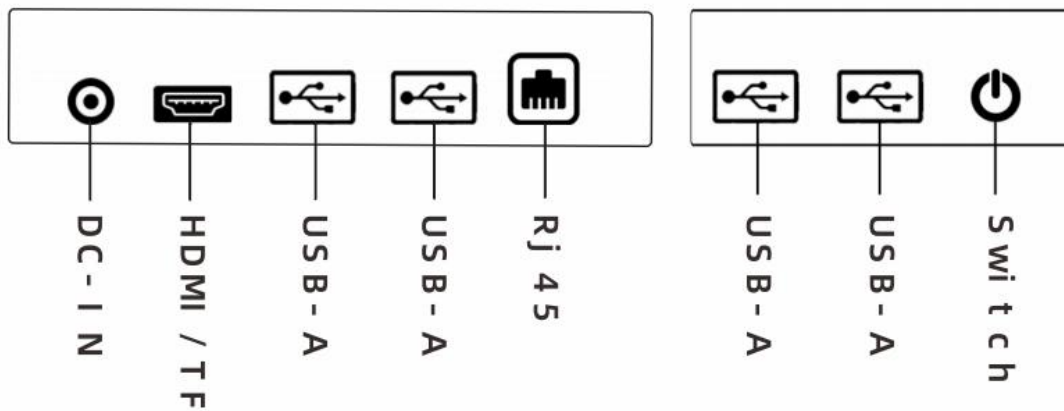 DC-IN
HDMI/TF
USB-A
USB-A
Rj45
USB-A
USB-A
Switch